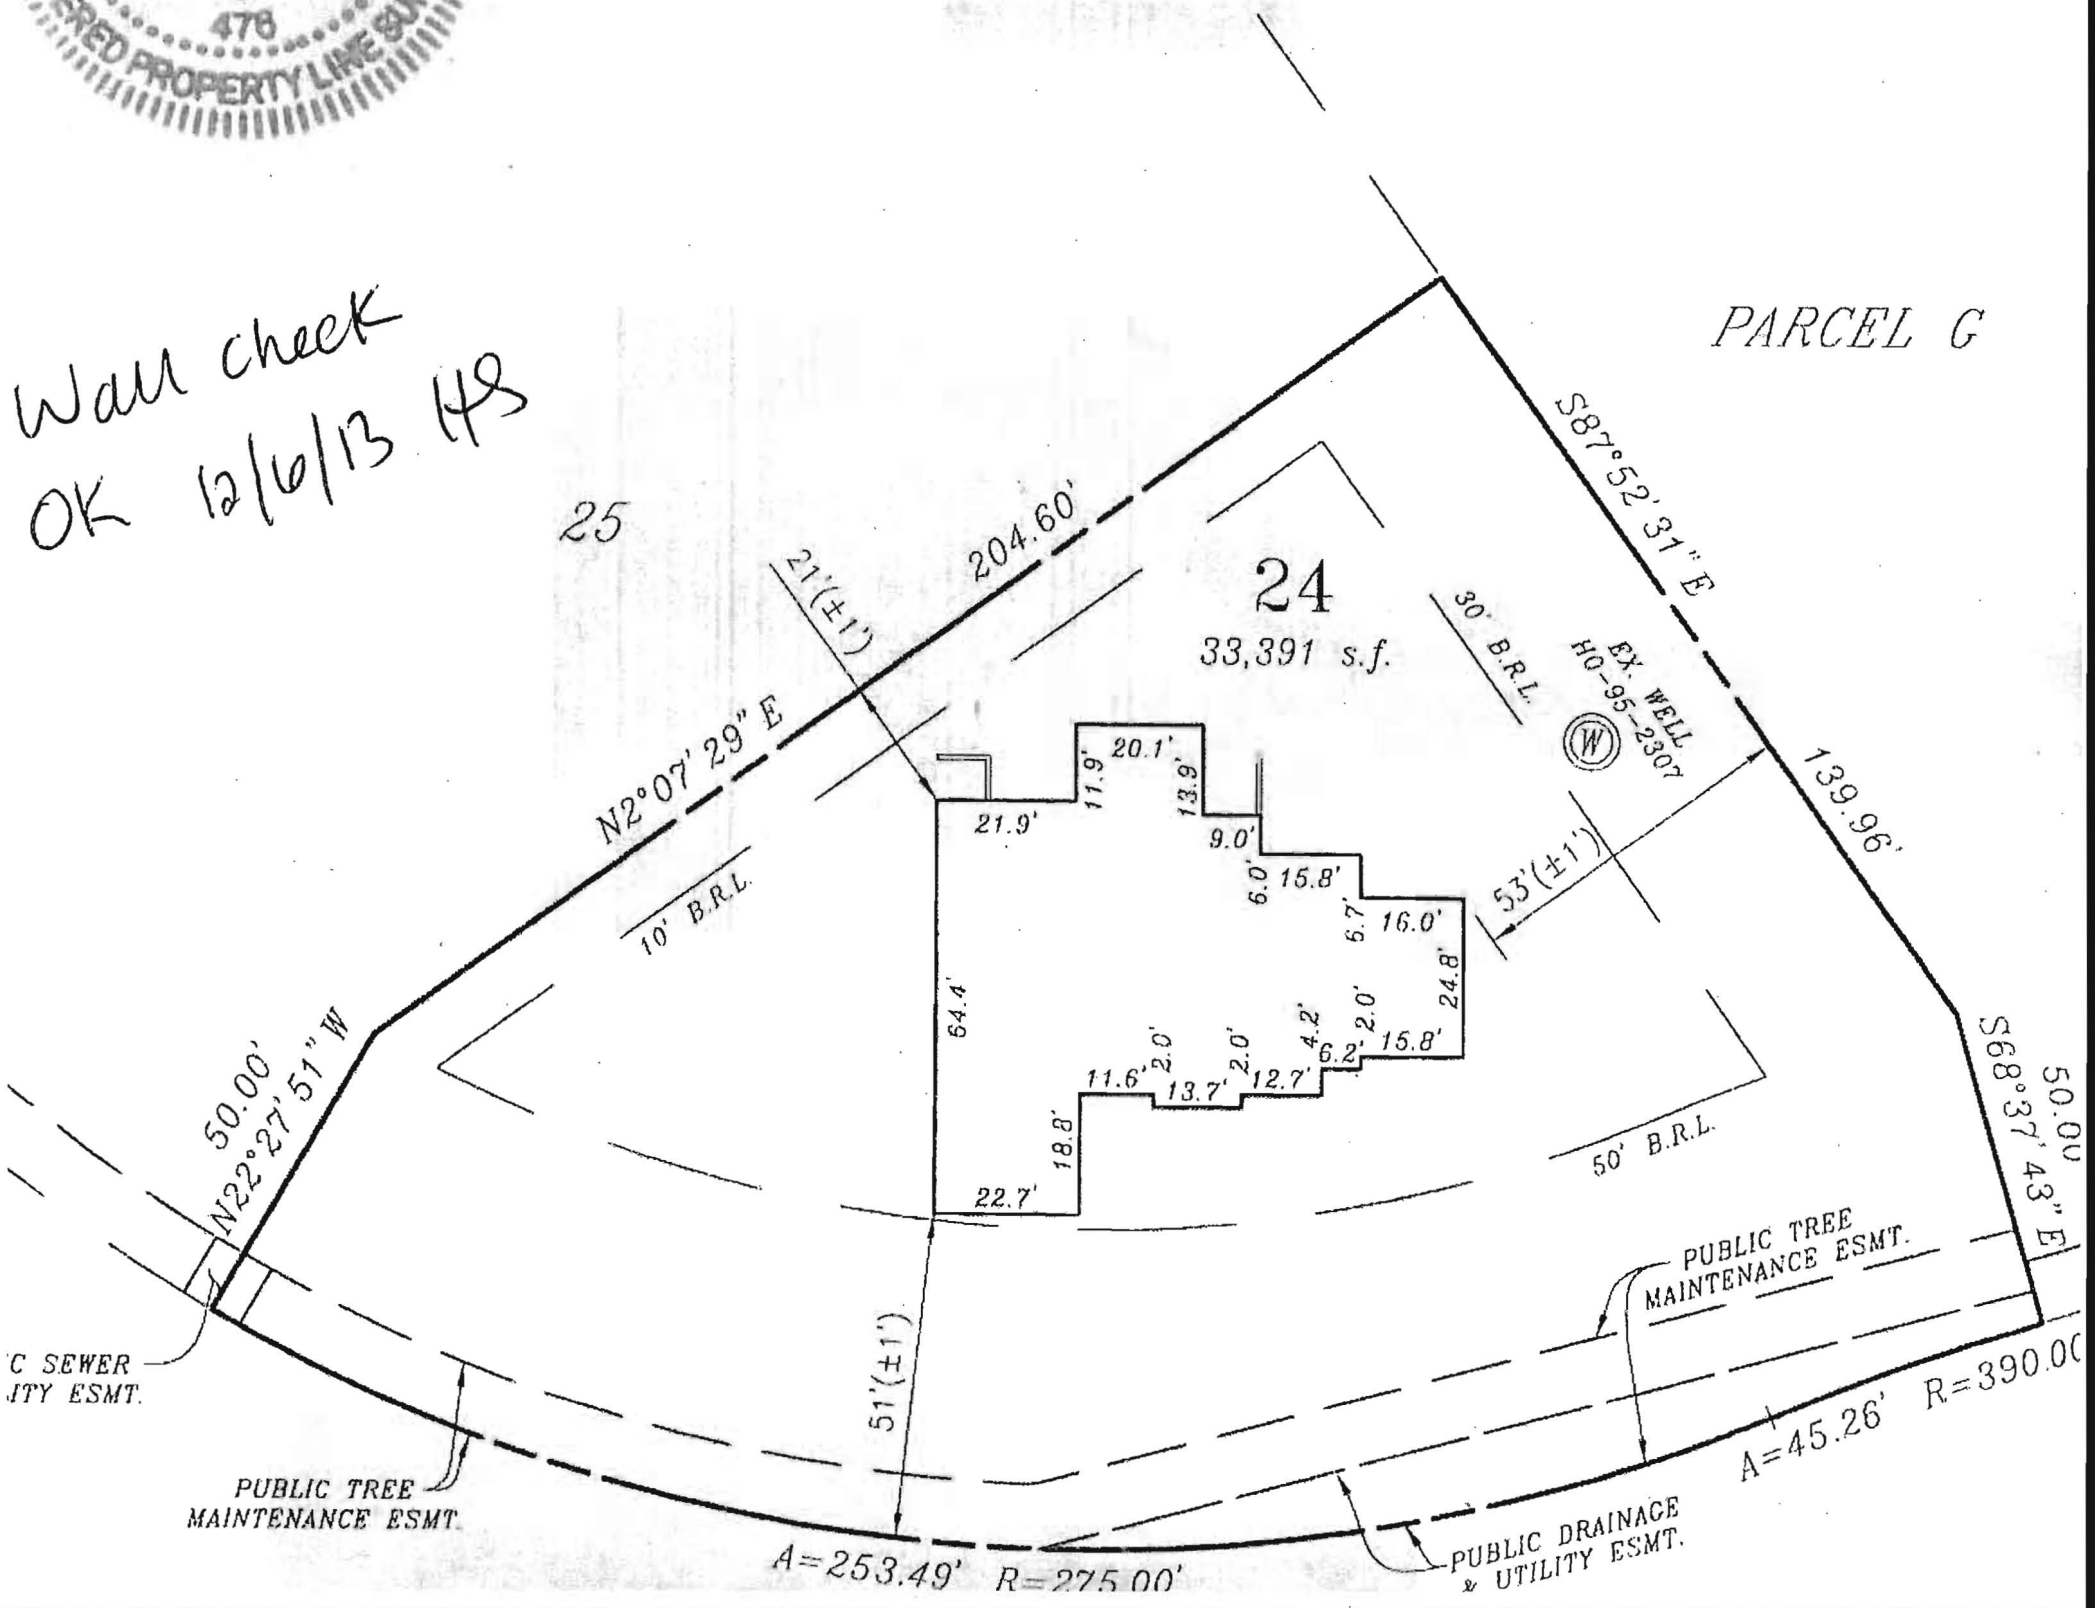 478
PROPERTY LINE
Wall check
OK 12/6/13 HS
PARCEL G
25
204.60'
S87°52'31"E
21'(±1')
24
33,391 s.f.
30' B.R.L.
EX. WELL
HO-95-2307
W
N2°07'29"E
139.96'
20.1'
11.9'
13.9'
21.9'
9.0'
53'(±1')
6.0'
15.8'
10' B.R.L.
6.7'
16.0'
24.8'
64.4'
50.00'
N22°27'51"W
4.2'
2.0'
2.0'
2.0'
6.2'
15.8'
11.6'
13.7'
12.7'
S68°37'43"E
50.00
18.8'
50' B.R.L.
22.7'
PUBLIC TREE
MAINTENANCE ESMT.
C SEWER
ITY ESMT.
51'(±1')
R=390.00
A=45.26'
PUBLIC TREE
MAINTENANCE ESMT.
PUBLIC DRAINAGE
& UTILITY ESMT.
A=253.49' R=275.00'